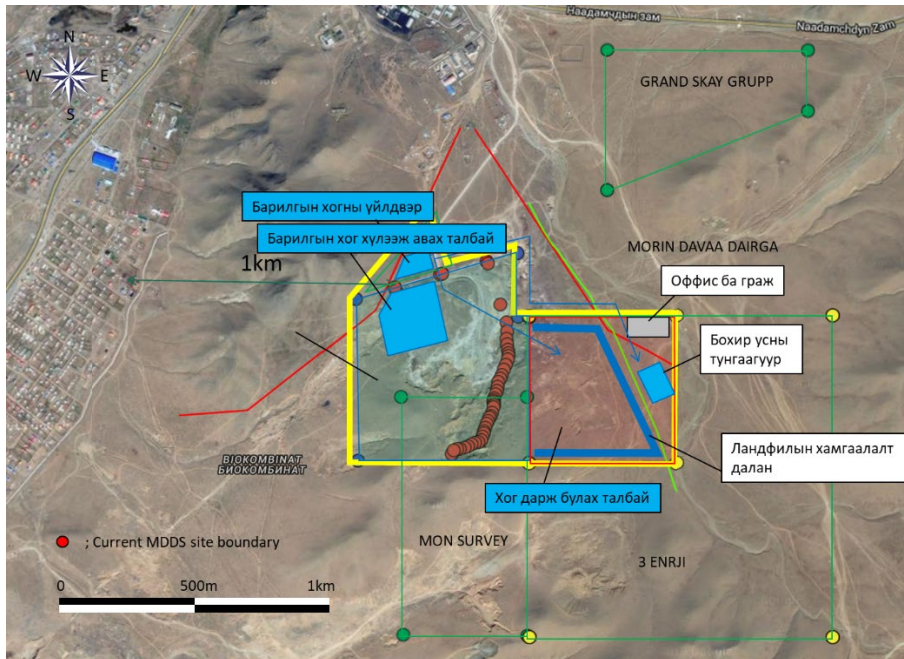 Наадамчдын зам
Naadamchdyn Zam
N
W E
S
GRAND SKAY GRUPP
Барилгын хогны үйлдвэр
Барилгын хог хүлээж авах талбай
1km
MORIN DAVAA DAIRGA
Оффис ба граж
Бохир усны
тунгаагуур
Ландфилын хамгаалалт
далан
BIOKOMBINAT
БИОКОМБИНАТ
Хог дарж булах талбай
; Current MDDS site boundary
MON SURVEY
3 ENRJI
0 500m 1km